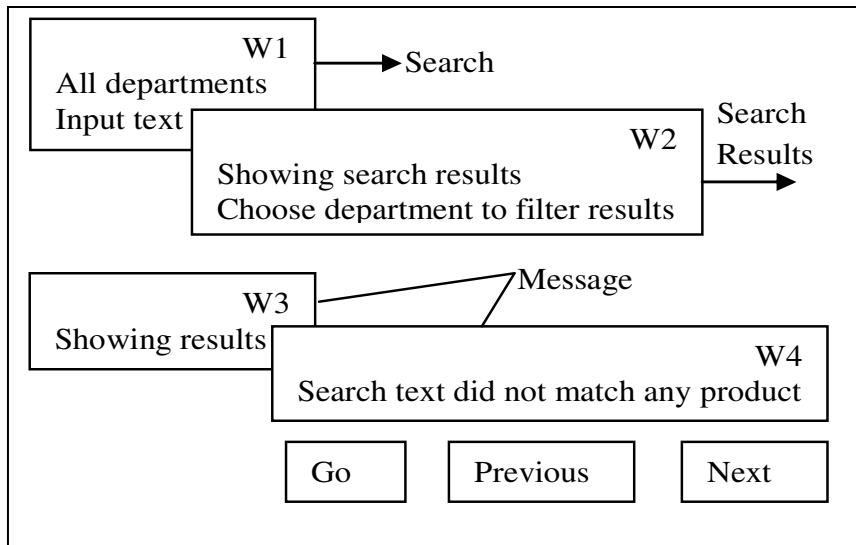 W1
All departments
Input text
Search
W2
Showing search results
Choose department to filter results
Search
Results
W3
Showing results
Message
W4
Search text did not match any product
Go
Previous
Next